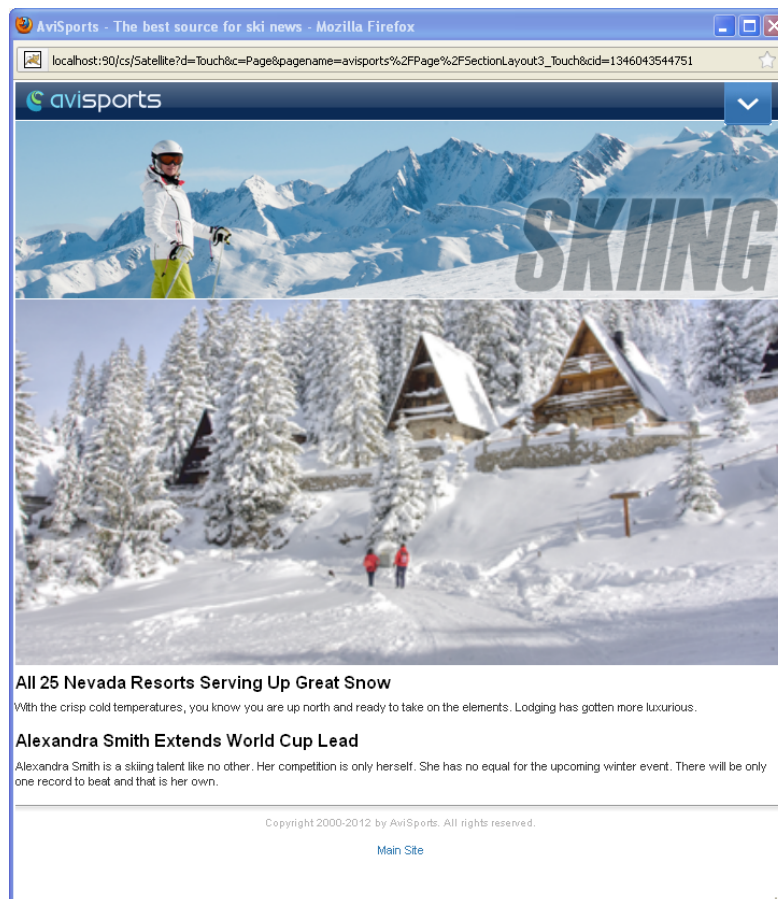 AviSports - The best source for ski news - Mozilla Firefox
localhost:90/cs/Satellite?d=Touch&c=Page&pagename=avisports%2FPage%2FSectionLayout3_Touch&cid=1346043544751
avisports
SKIING
All 25 Nevada Resorts Serving Up Great Snow
With the crisp cold temperatures, you know you are up north and ready to take on the elements. Lodging has gotten more luxurious.
Alexandra Smith Extends World Cup Lead
Alexandra Smith is a skiing talent like no other. Her competition is only herself. She has no equal for the upcoming winter event. There will be only
one record to beat and that is her own.
Copyright 2000-2012 by AviSports. All rights reserved.
Main Site